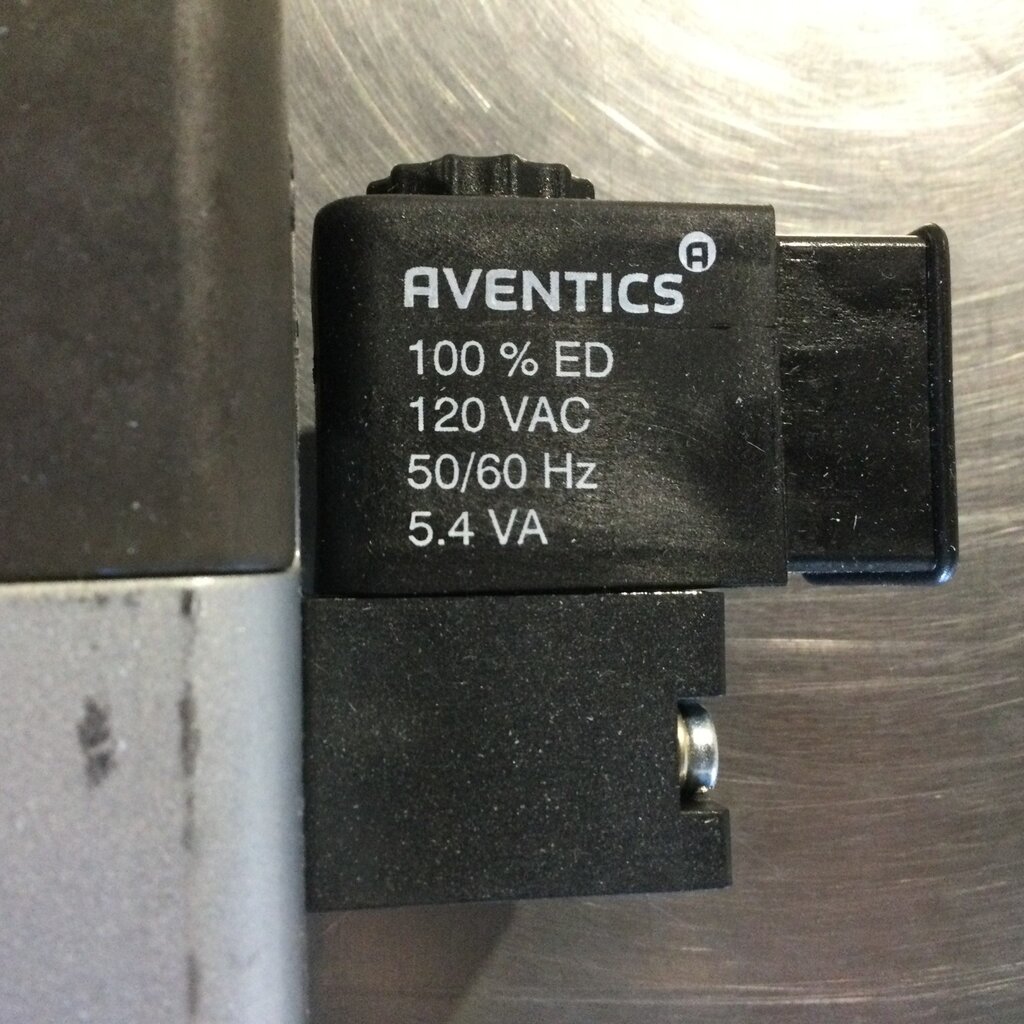 AVENTICS A
100 % ED
120 VAC
50/60 Hz
5.4 VA